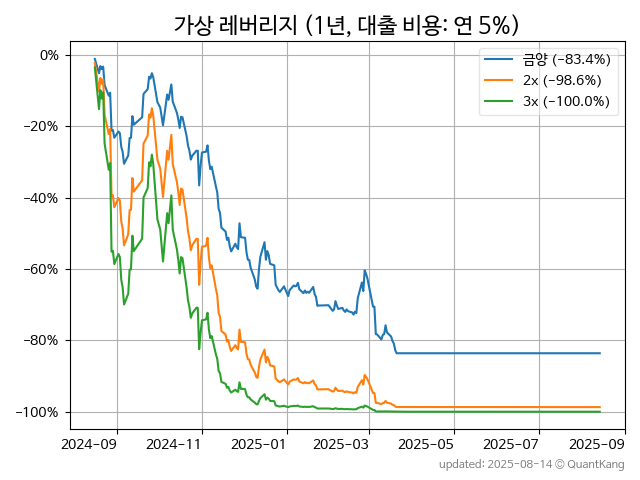 가상 레버리지 (1년, 대출 비용: 연 5%)
금양 (−83.4%)
2x (−98.6%)
3x (−100.0%)
0%
−20%
−40%
−60%
−80%
−100%
2024−09 2024−11 2025−01 2025−03 2025−05 2025−07 2025−09
updated: 2025-08-14 © QuantKang